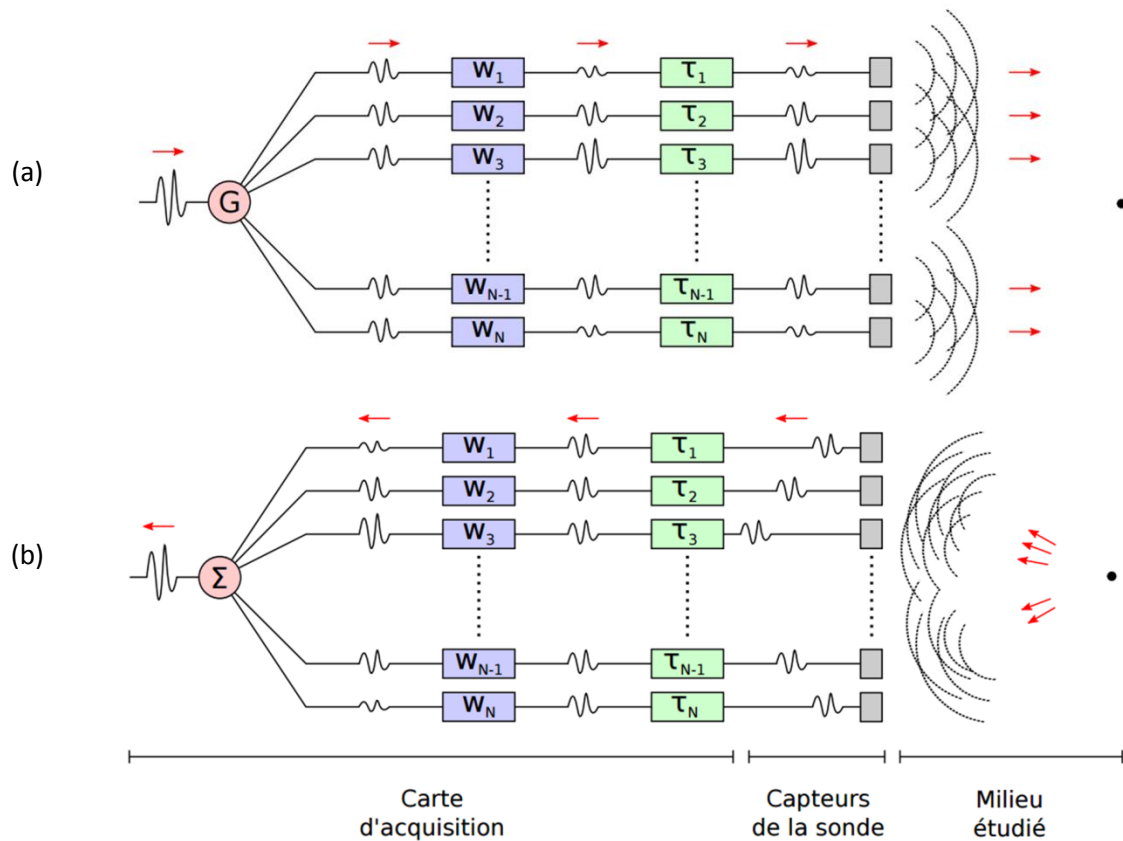 (a)
G
W1 τ1
W2 τ2
W3 τ3
WN-1 τN-1
WN τN
(b)
Σ
W1 τ1
W2 τ2
W3 τ3
WN-1 τN-1
WN τN
Carte
d'acquisition
Capteurs
de la sonde
Milieu
étudié